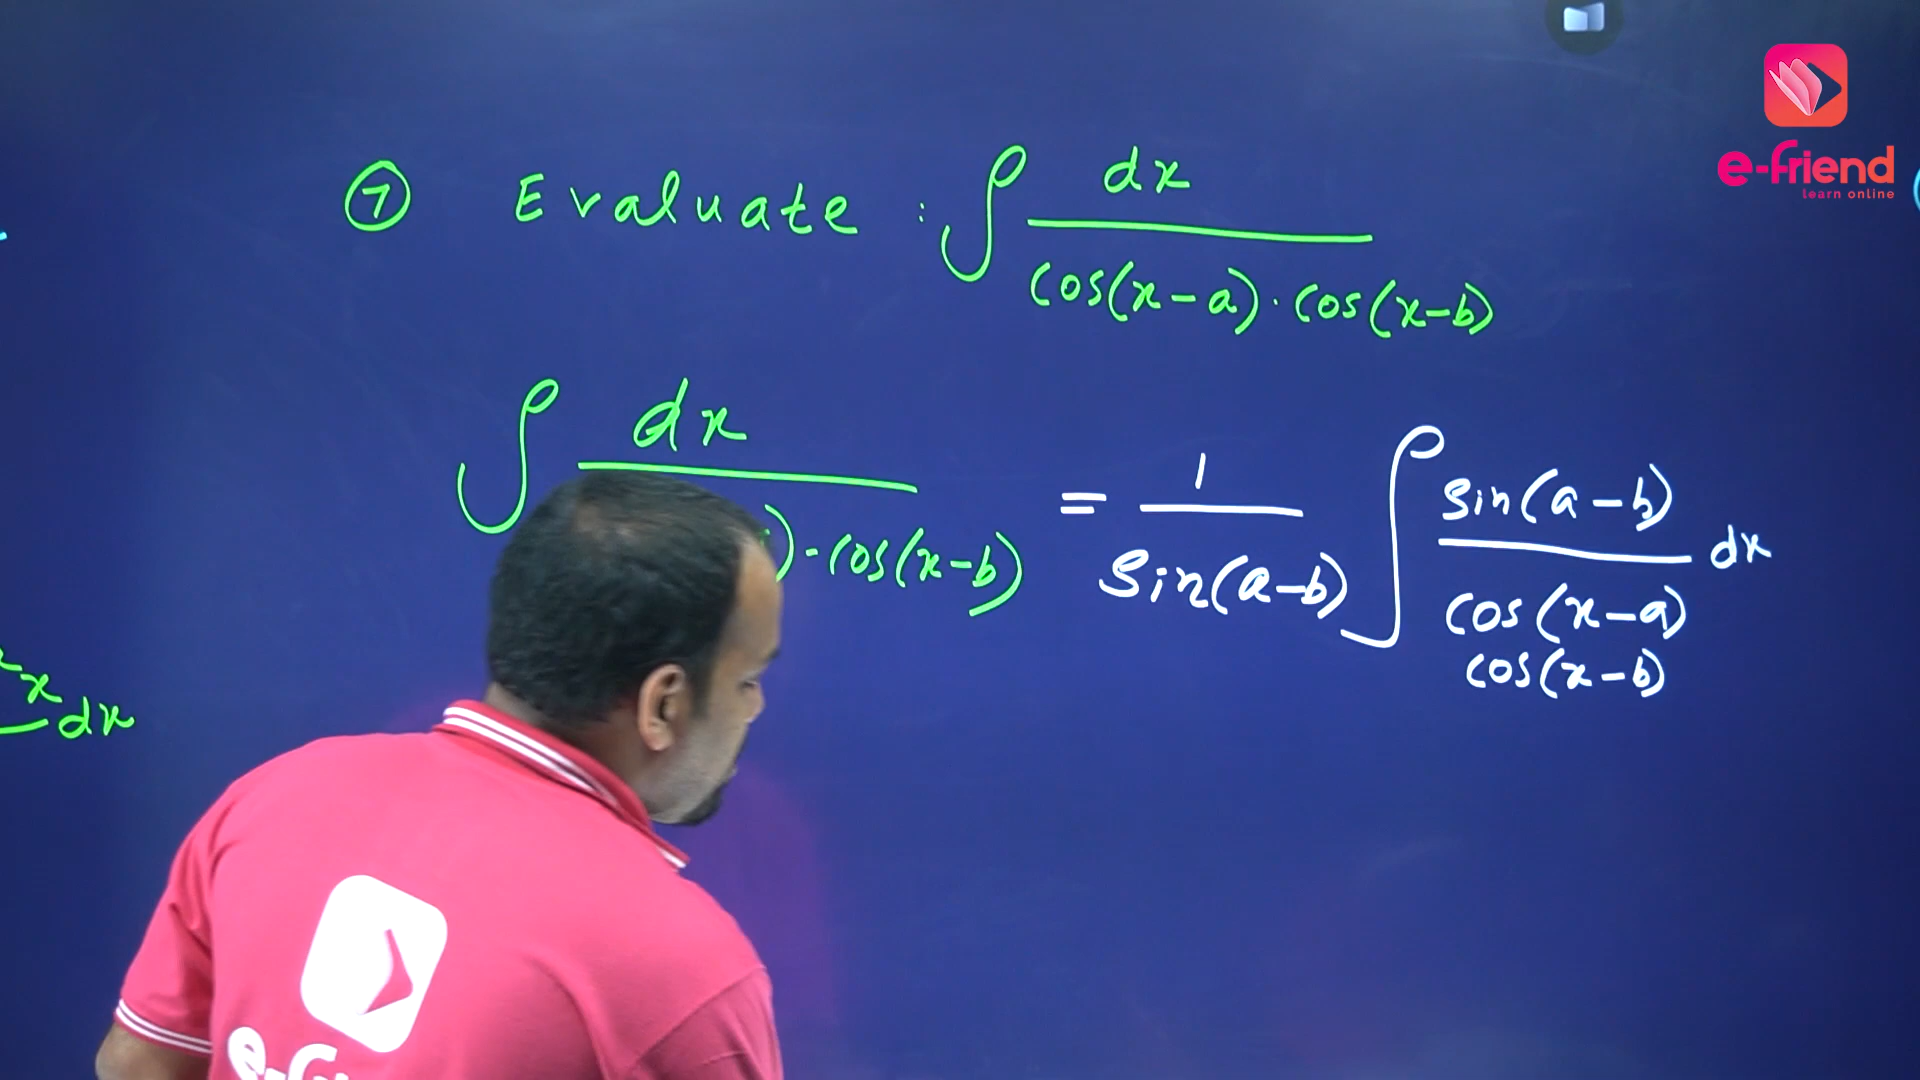 e-friend
learn online
⑦ Evaluate : ∫ dx / cos(x-a)·cos(x-b)
∫ dx / )·cos(x-b) = 1 / sin(a-b) ∫ sin(a-b) / cos(x-a) cos(x-b) dx
x dx